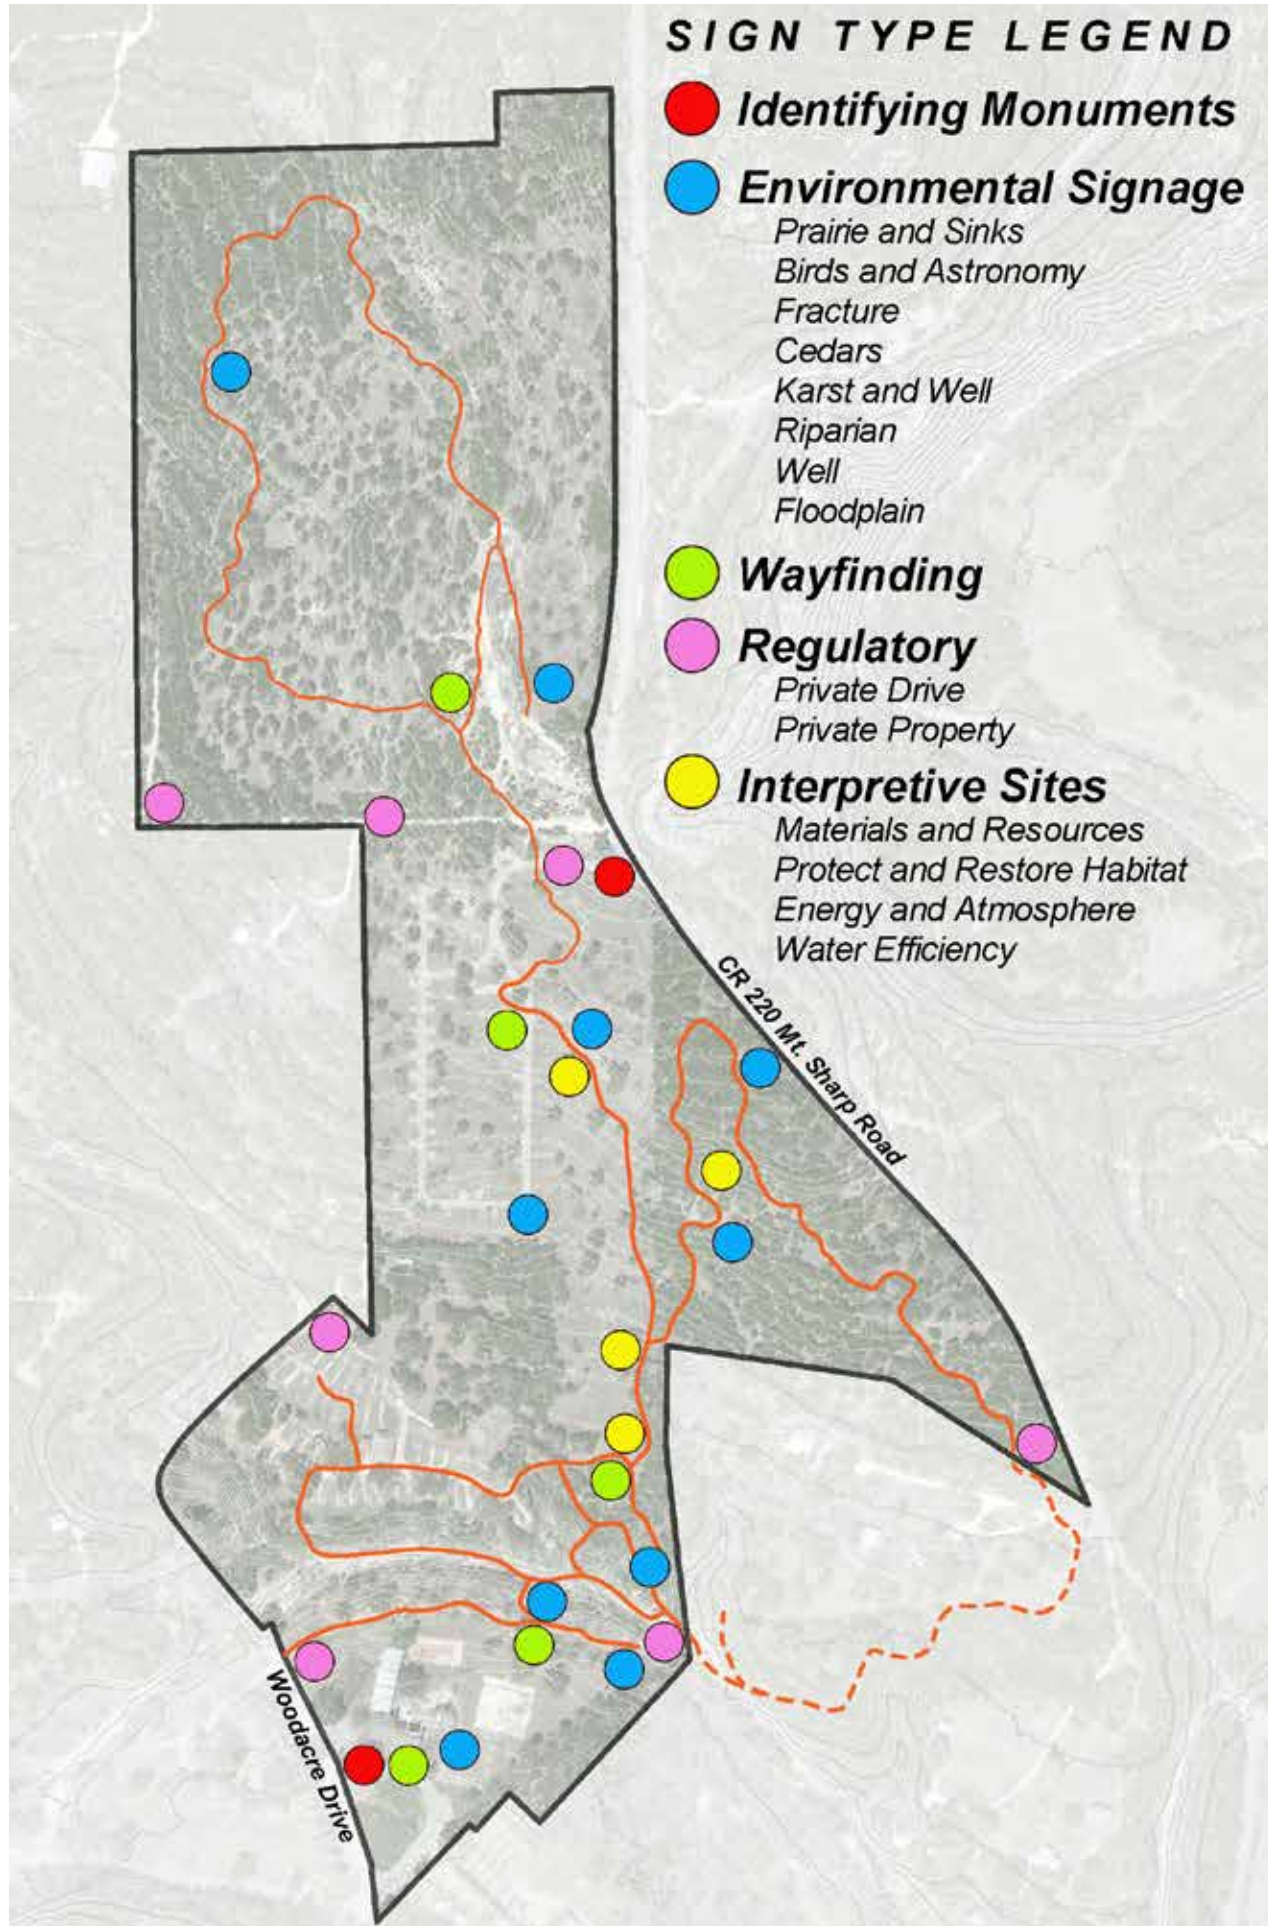 SIGN TYPE LEGEND
Identifying Monuments
Environmental Signage
Prairie and Sinks
Birds and Astronomy
Fracture
Cedars
Karst and Well
Riparian
Well
Floodplain
Wayfinding
Regulatory
Private Drive
Private Property
Interpretive Sites
Materials and Resources
Protect and Restore Habitat
Energy and Atmosphere
Water Efficiency
CR 220 Mt. Sharp Road
Woodacre Drive